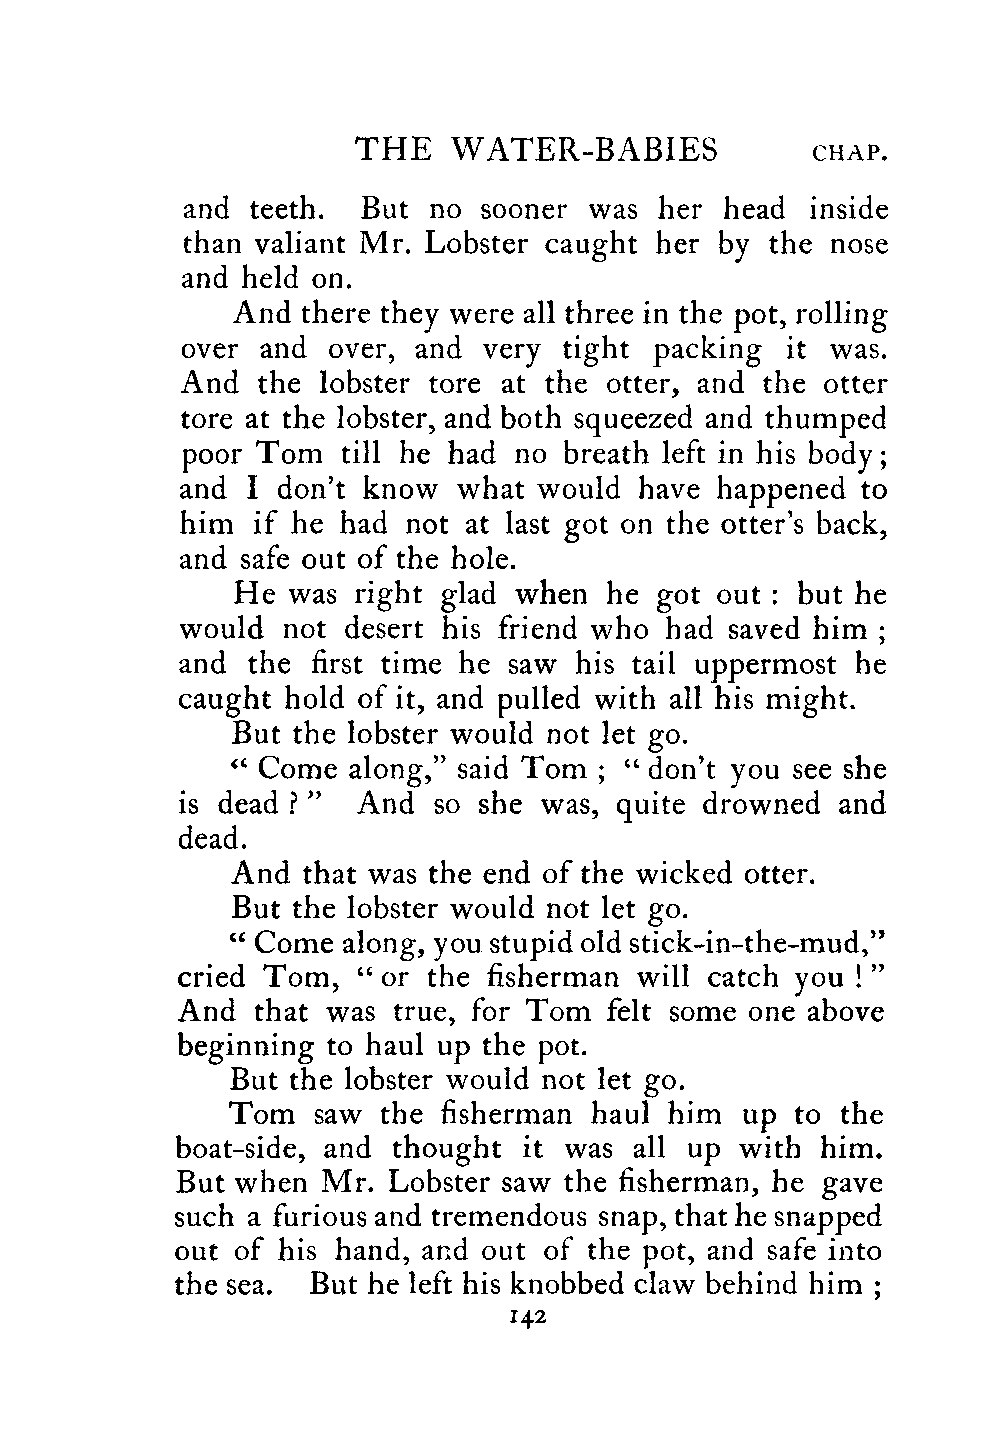 THE WATER-BABIES CHAP.
and teeth. But no sooner was her head inside
than valiant Mr. Lobster caught her by the nose
and held on.
And there they were all three in the pot, rolling
over and over, and very tight packing it was.
And the lobster tore at the otter, and the otter
tore at the lobster, and both squeezed and thumped
poor Tom till he had no breath left in his body;
and I don't know what would have happened to
him if he had not at last got on the otter's back,
and safe out of the hole.
He was right glad when he got out : but he
would not desert his friend who had saved him ;
and the first time he saw his tail uppermost he
caught hold of it, and pulled with all his might.
But the lobster would not let go.
“ Come along,” said Tom ; “ don't you see she
is dead ? ” And so she was, quite drowned and
dead.
And that was the end of the wicked otter.
But the lobster would not let go.
“ Come along, you stupid old stick-in-the-mud,”
cried Tom, “ or the fisherman will catch you ! ”
And that was true, for Tom felt some one above
beginning to haul up the pot.
But the lobster would not let go.
Tom saw the fisherman haul him up to the
boat-side, and thought it was all up with him.
But when Mr. Lobster saw the fisherman, he gave
such a furious and tremendous snap, that he snapped
out of his hand, and out of the pot, and safe into
the sea. But he left his knobbed claw behind him ;
142